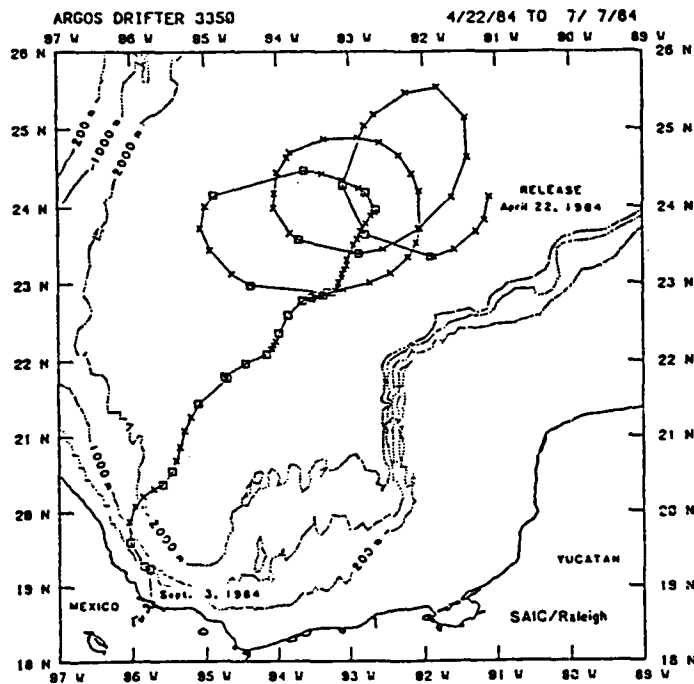 ARGOS DRIFTER 3350 4/22/84 TO 7/ 7/84
97 W 96 W 95 W 94 W 93 W 92 W 91 W 90 W 89 W
26 N 26 N
25 N 25 N
24 N 24 N
23 N 23 N
22 N 22 N
21 N 21 N
20 N 20 N
19 N 19 N
18 N 18 N
200 m
1000 m
2000 m
RELEASE
April 22, 1984
1000 m
2000 m
200 m
YUCATAN
Sept. 3, 1984
MEXICO
SAIC/Raleigh
97 W 96 W 95 W 94 W 93 W 92 W 91 W 90 W 89 W